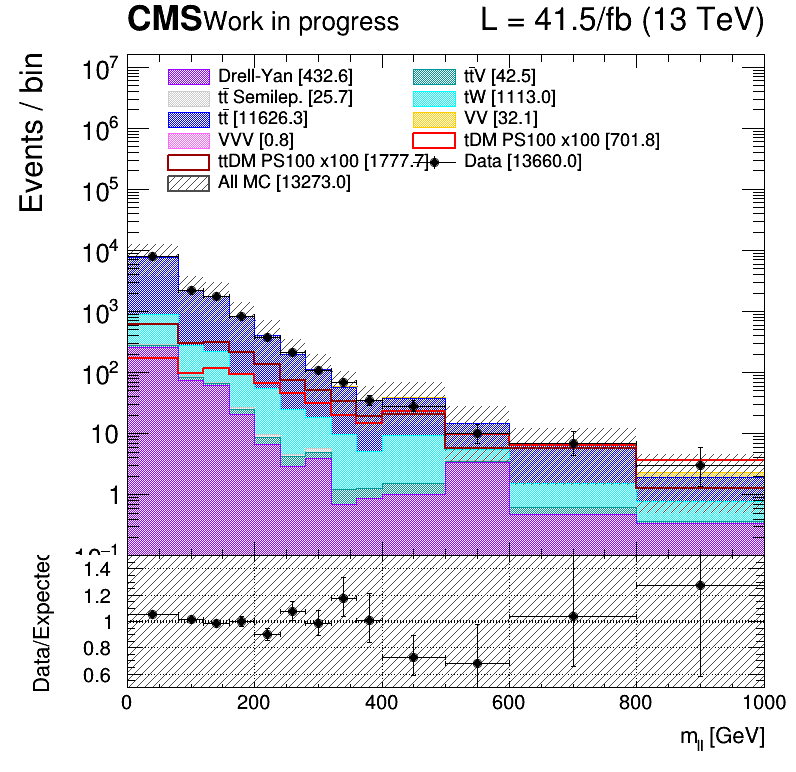 CMS Work in progress L = 41.5/fb (13 TeV)
Events / bin
10⁷
10⁶
10⁵
10⁴
10³
10²
10
1
10⁻¹
Drell-Yan [432.6]
tt̄V [42.5]
tt̄ Semilep. [25.7]
tW [1113.0]
tt̄ [11626.3]
VV [32.1]
VVV [0.8]
tDM PS100 x100 [701.8]
ttDM PS100 x100 [1777.7]
Data [13660.0]
All MC [13273.0]
Data/Expected
1.4
1.2
1
0.8
0.6
0 200 400 600 800 1000
m_ll [GeV]